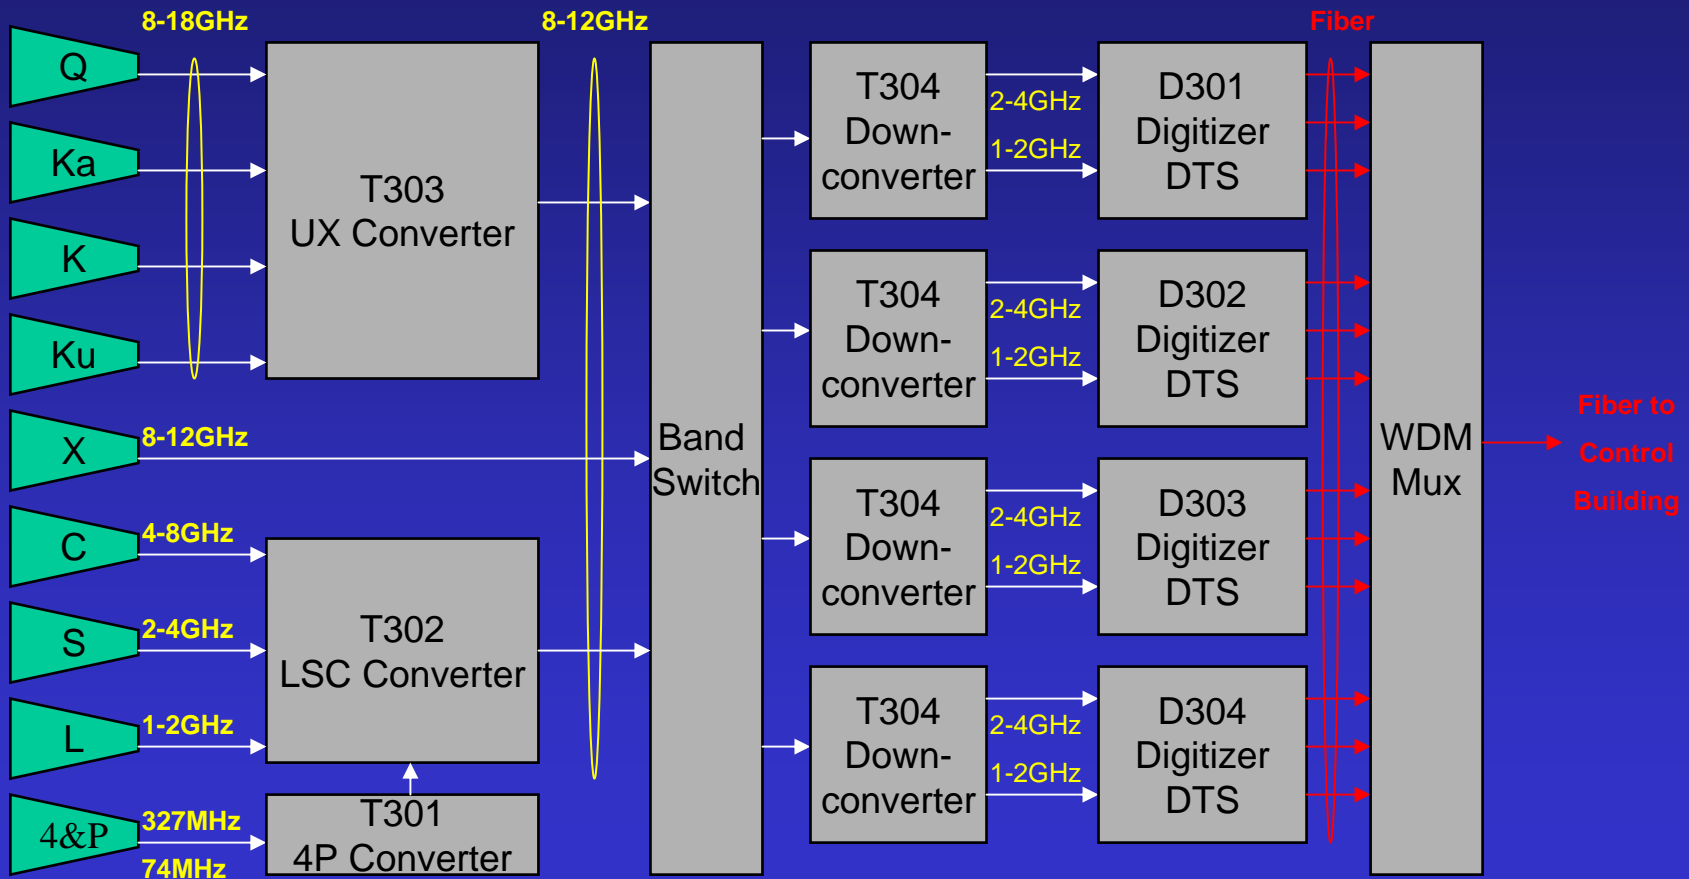 8-18GHz
8-12GHz
Fiber
Q
Ka
K
Ku
X
C
S
L
4&P
8-12GHz
4-8GHz
2-4GHz
1-2GHz
327MHz
74MHz
T303
UX Converter
T302
LSC Converter
T301
4P Converter
Band
Switch
T304
Down-
converter
2-4GHz
1-2GHz
D301
Digitizer
DTS
T304
Down-
converter
2-4GHz
1-2GHz
D302
Digitizer
DTS
T304
Down-
converter
2-4GHz
1-2GHz
D303
Digitizer
DTS
T304
Down-
converter
2-4GHz
1-2GHz
D304
Digitizer
DTS
WDM
Mux
Fiber to
Control
Building